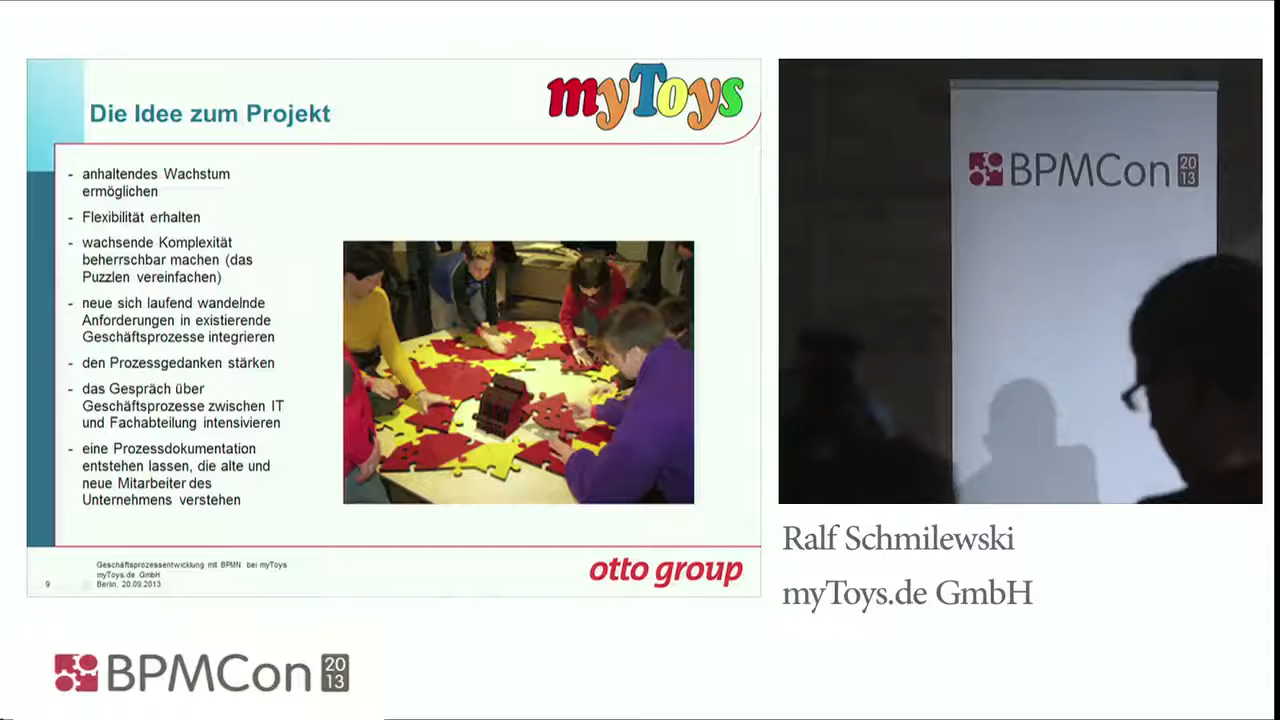 Die Idee zum Projekt
myToys
- anhaltendes Wachstum
ermöglichen
- Flexibilität erhalten
- wachsende Komplexität
beherrschbar machen (das
Puzzlen vereinfachen)
- neue sich laufend wandelnde
Anforderungen in existierende
Geschäftsprozesse integrieren
- den Prozessgedanken stärken
- das Gespräch über
Geschäftsprozesse zwischen IT
und Fachabteilung intensivieren
- eine Prozessdokumentation
entstehen lassen, die alte und
neue Mitarbeiter des
Unternehmens verstehen
Geschäftsprozessentwicklung mit BPMN bei myToys
myToys.de GmbH
9 Berlin, 20.09.2013
otto group
BPMCon 2013
Ralf Schmilewski
myToys.de GmbH
BPMCon 2013